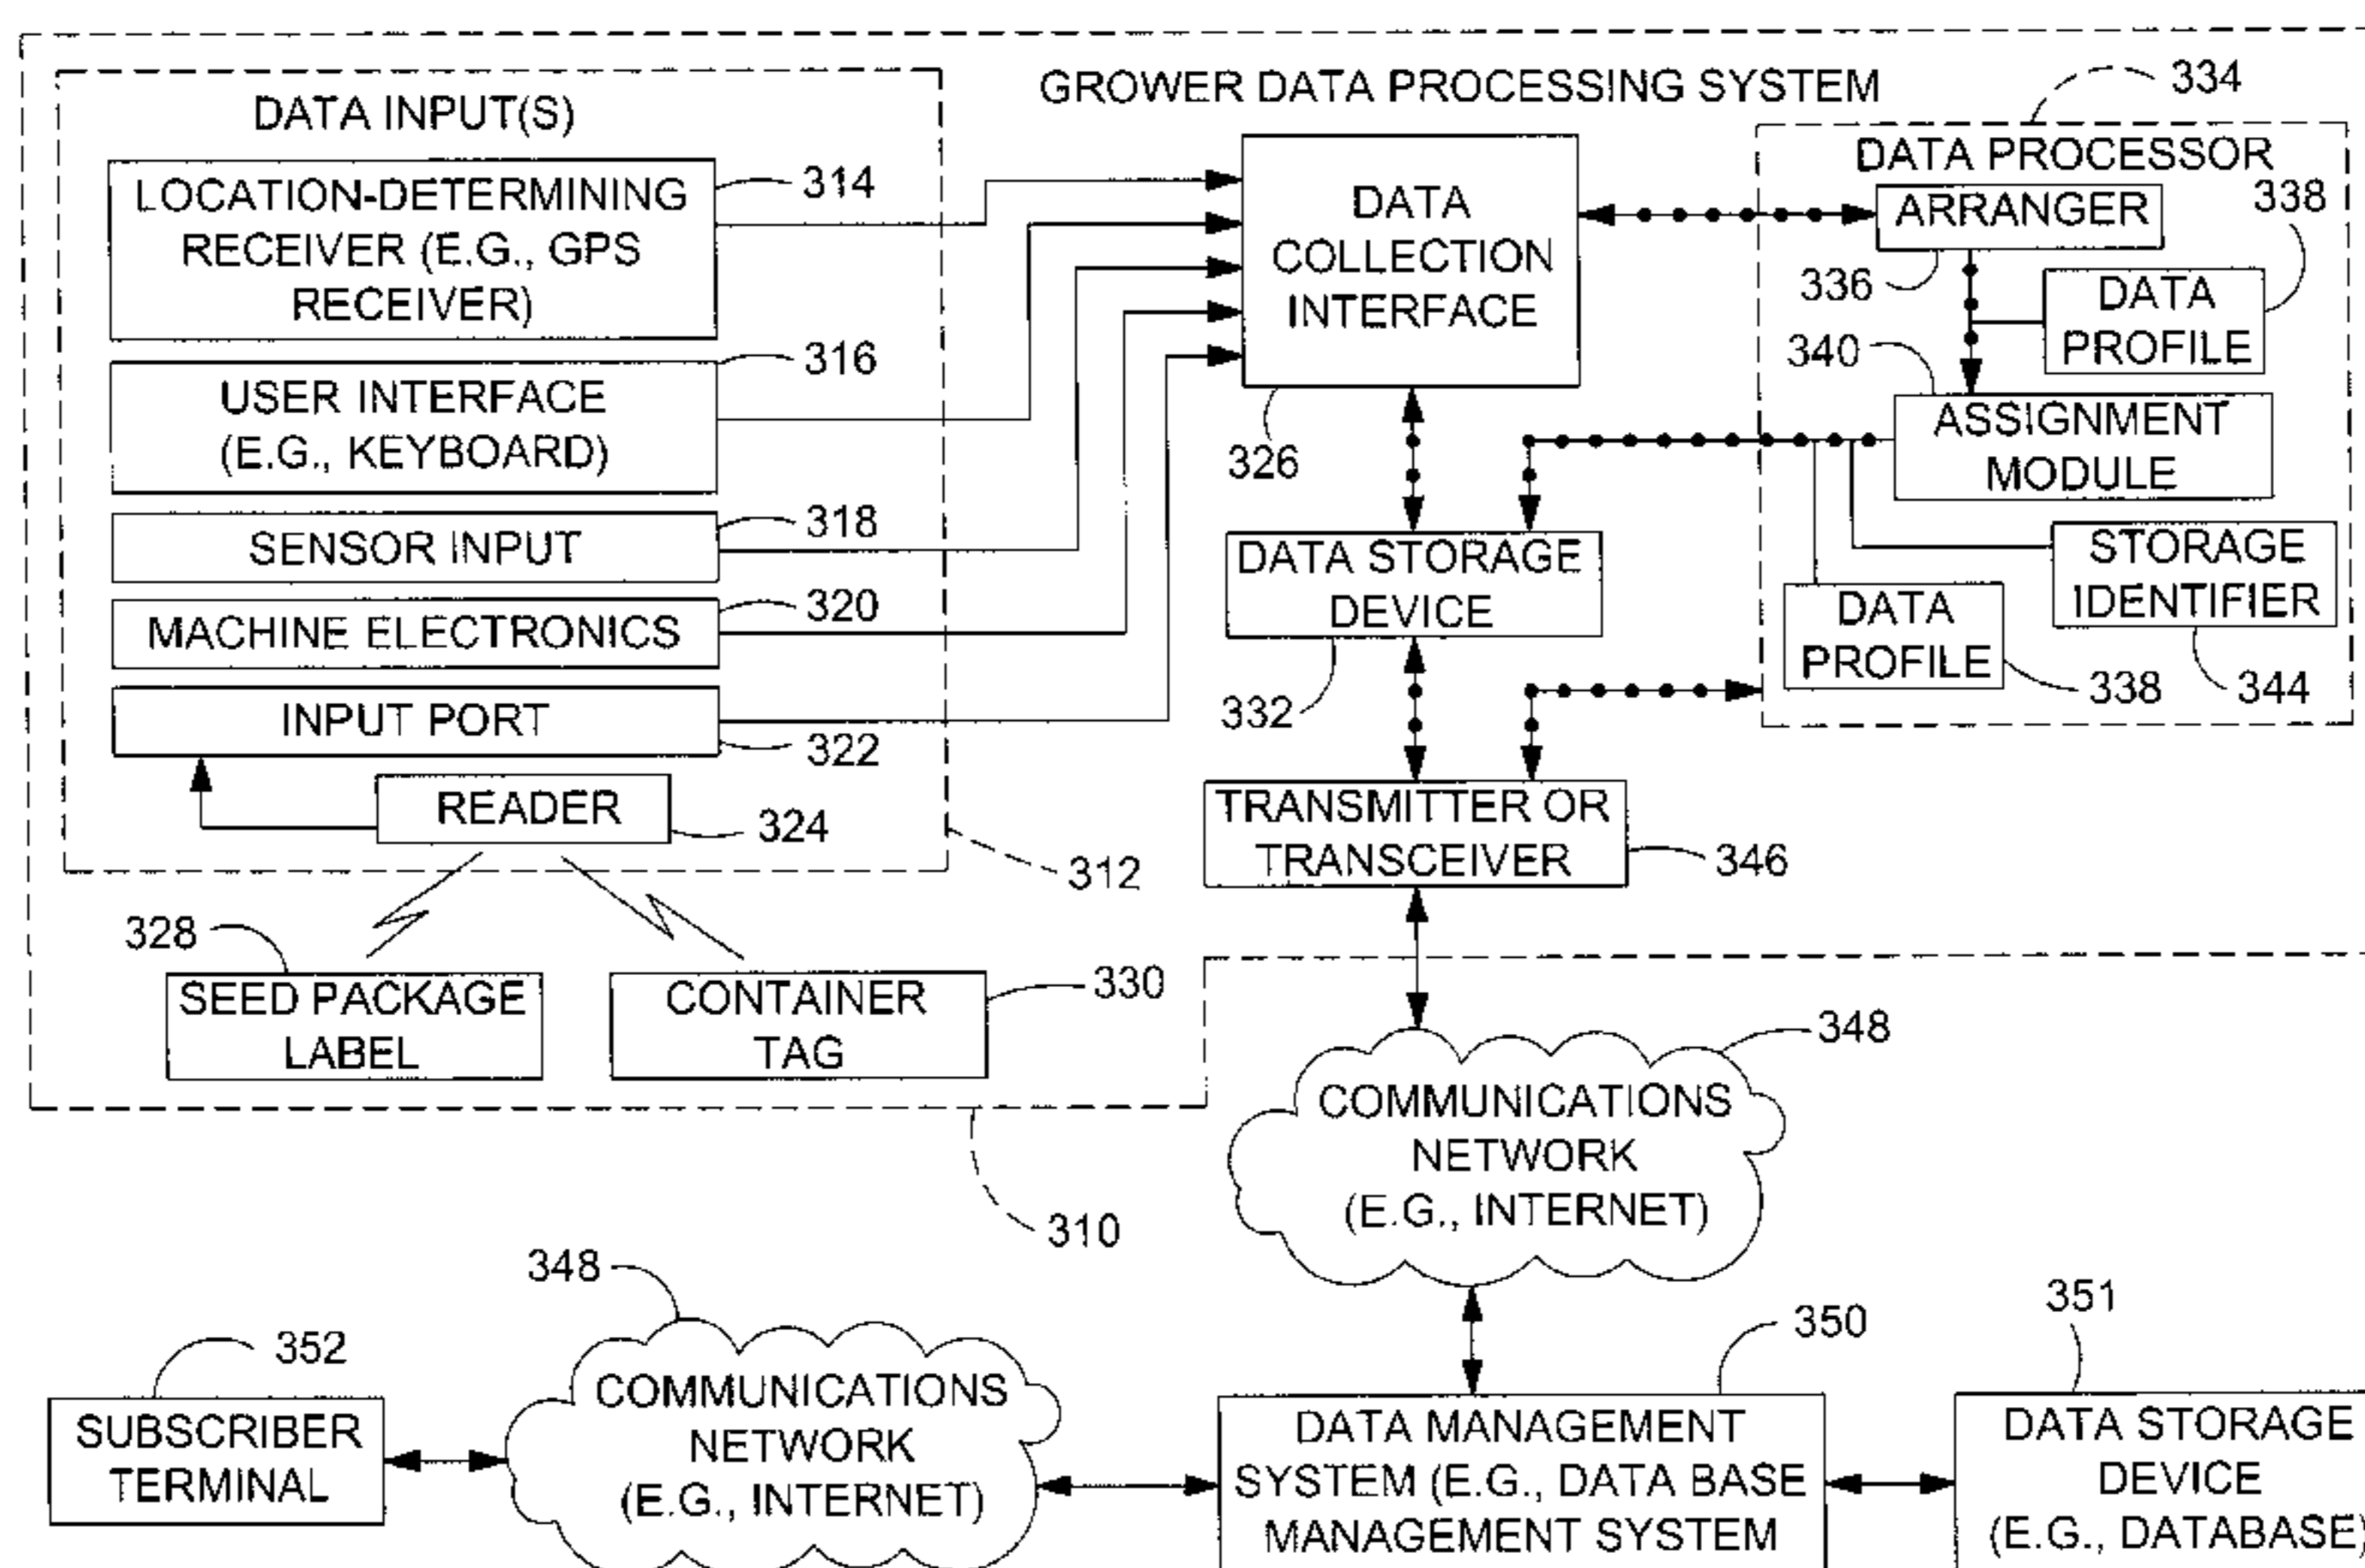 GROWER DATA PROCESSING SYSTEM
334
DATA INPUT(S)
LOCATION-DETERMINING
RECEIVER (E.G., GPS
RECEIVER)
314
USER INTERFACE
(E.G., KEYBOARD)
316
SENSOR INPUT
318
MACHINE ELECTRONICS
320
INPUT PORT
322
READER
324
312
328
SEED PACKAGE
LABEL
CONTAINER
TAG
330
310
DATA
COLLECTION
INTERFACE
326
DATA STORAGE
DEVICE
332
TRANSMITTER OR
TRANSCEIVER
346
DATA PROCESSOR
ARRANGER
336
338
DATA
PROFILE
340
ASSIGNMENT
MODULE
STORAGE
IDENTIFIER
344
DATA
PROFILE
338
348
COMMUNICATIONS
NETWORK
(E.G., INTERNET)
352
SUBSCRIBER
TERMINAL
348
COMMUNICATIONS
NETWORK
(E.G., INTERNET)
350
DATA MANAGEMENT
SYSTEM (E.G., DATA BASE
MANAGEMENT SYSTEM
351
DATA STORAGE
DEVICE
(E.G., DATABASE)